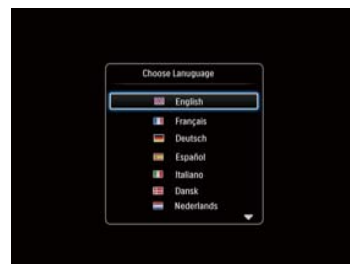 Choose Lanuguage
English
Français
Deutsch
Español
Italiano
Dansk
Nederlands